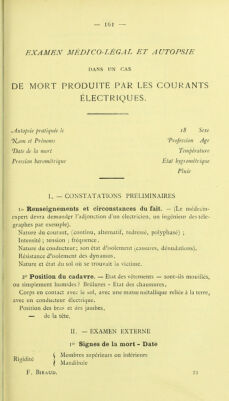 — 161 —
EXAMEN MÉDICO-LÉGAL ET AUTOPSIE
DANS UN CAS
DE MORT PRODUITE PAR LES COURANTS
ÉLECTRIQUES.
Autopsie pratiquée le 18 Sexe
Nom et Prénoms Profession Age
Date de la mort Température
Pression barométrique Etat hygrométrique
Pluie
I. — CONSTATATIONS PRÉLIMINAIRES
1° Renseignements et circonstances du fait. — (Le médecin-
expert devra demander l'adjonction d'un électricien, un ingénieur des télé-
graphes par exemple).
Nature du courant, (continu, alternatif, redressé, polyphasé) ;
Intensité ; tension ; fréquence.
Nature du conducteur; son état d'isolement (cassures, dénudations).
Résistance d'isolement des dynamos,
Nature et état du sol où se trouvait la victime.
2° Position du cadavre. — Etat des vêtements — sont-ils mouillés,
ou simplement humides ? Brûlures - Etat des chaussures,
Corps en contact avec le sol, avec une masse métallique reliée à la terre,
avec un conducteur électrique.
Position des bras et des jambes,
— de la tête.
II. — EXAMEN EXTERNE
1° Signes de la mort - Date
Rigidité { Membres supérieurs ou inférieurs
{ Mandibule
F. BIRAUD. 11